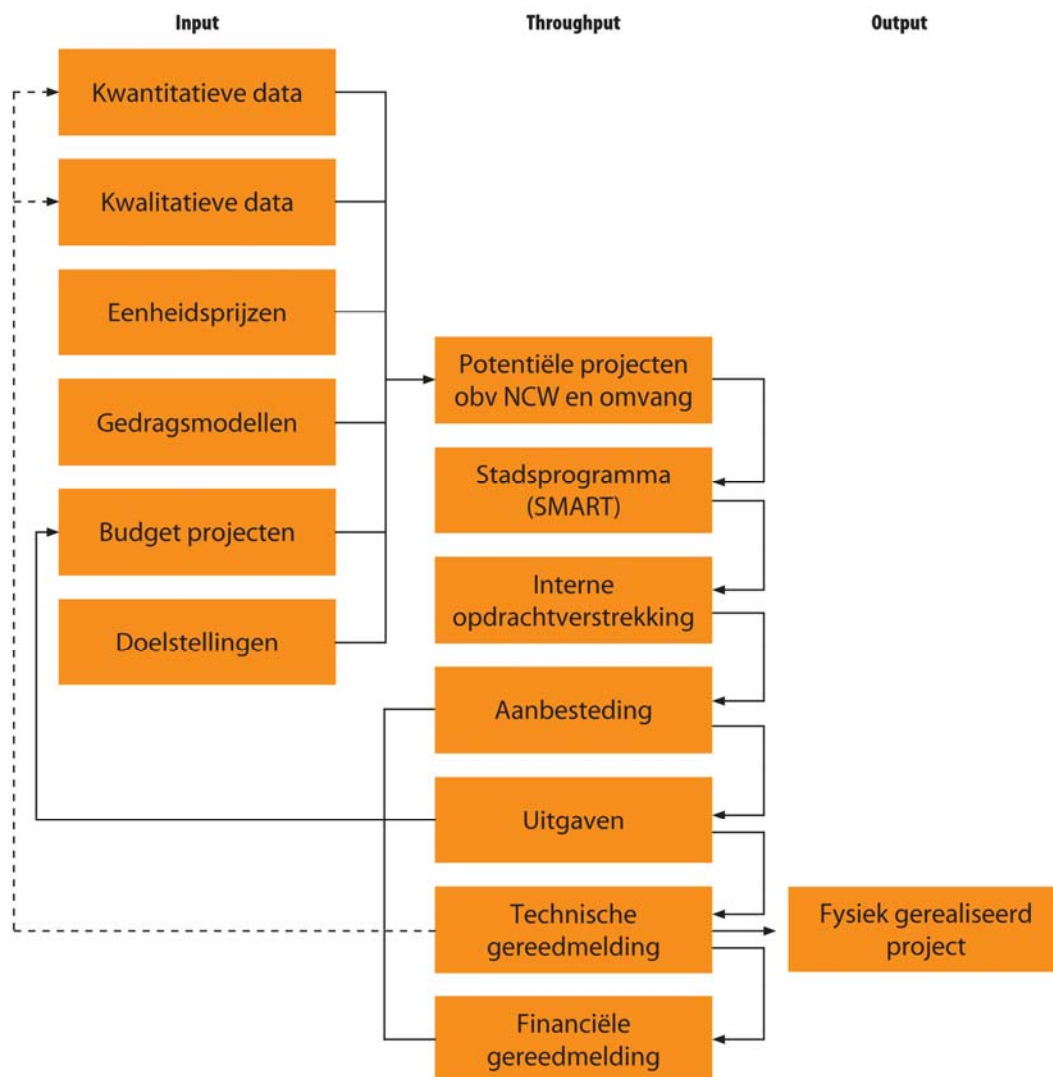 Input
Throughput
Output
Kwantitatieve data
Kwalitatieve data
Eenheidsprijzen
Gedragsmodellen
Budget projecten
Doelstellingen
Potentiële projecten
obv NCW en omvang
Stadsprogramma
(SMART)
Interne
opdrachtverstrekking
Aanbesteding
Uitgaven
Technische
gereedmelding
Financiële
gereedmelding
Fysiek gerealiseerd
project